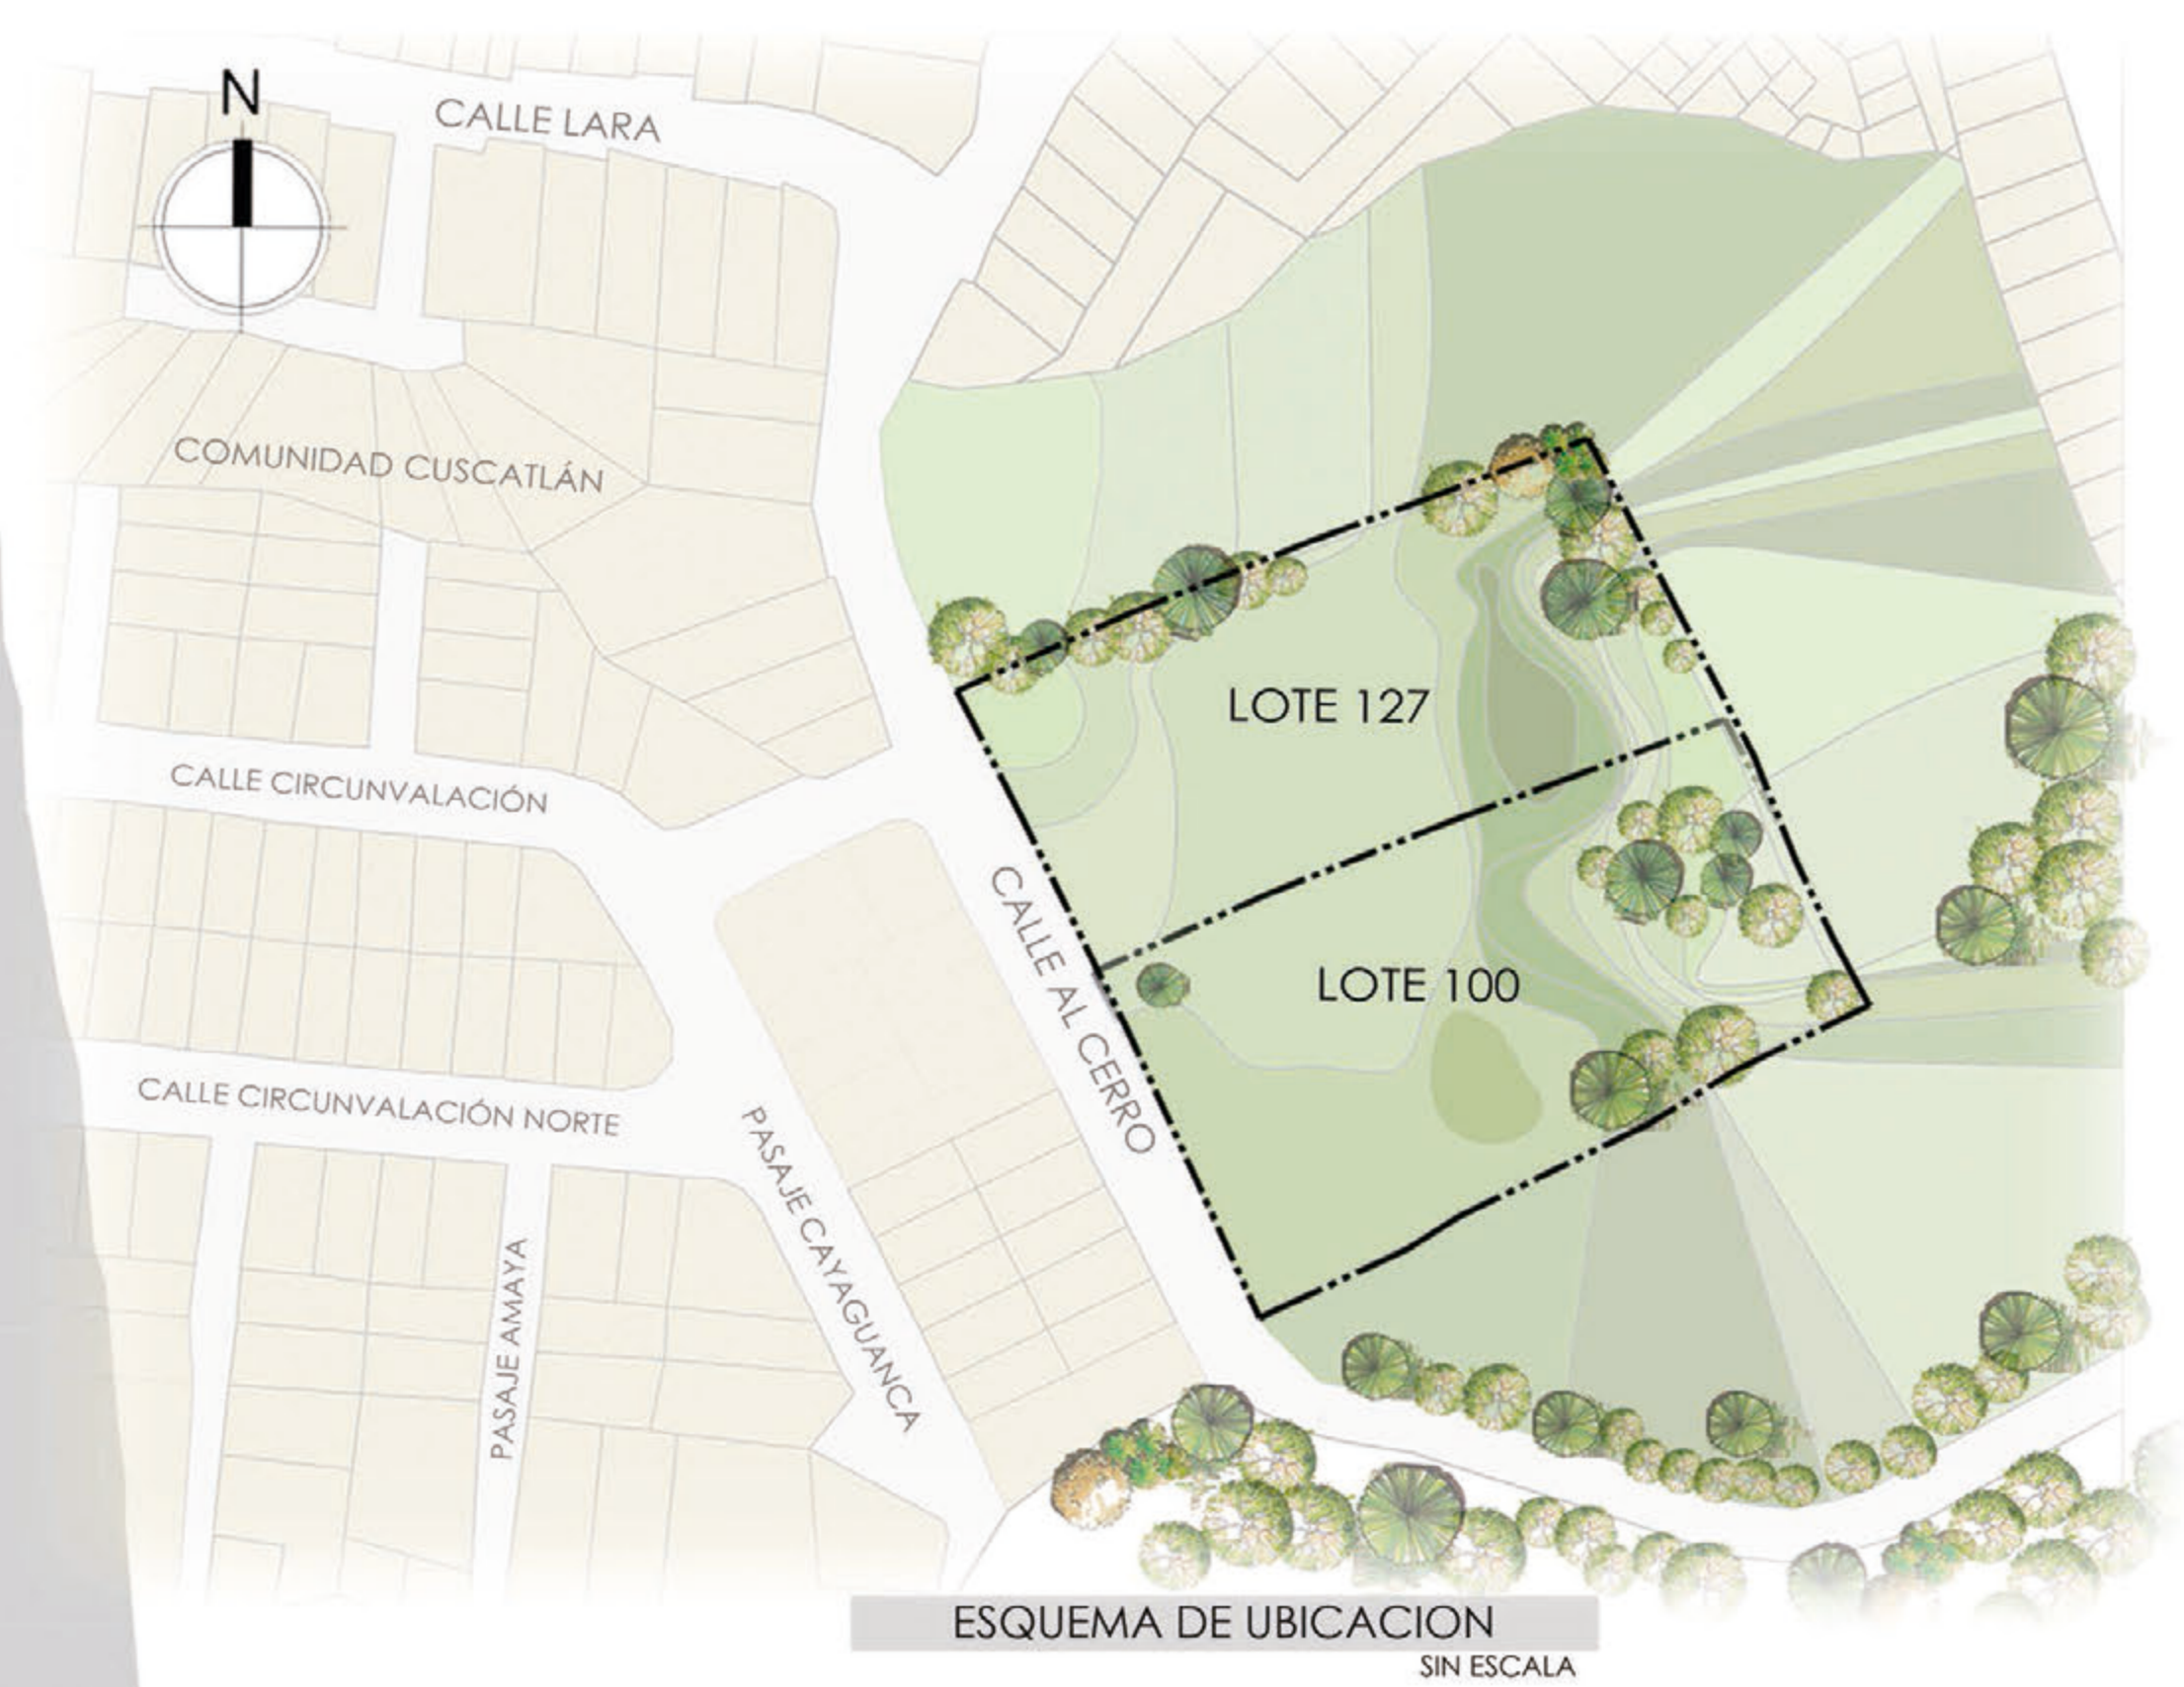 N
CALLE LARA
COMUNIDAD CUSCATLÁN
LOTE 127
CALLE CIRCUNVALACIÓN
CALLE AL CERRO
LOTE 100
CALLE CIRCUNVALACIÓN NORTE
PASAJE CAYAGUANCA
PASAJE AMAYA
ESQUEMA DE UBICACION
SIN ESCALA